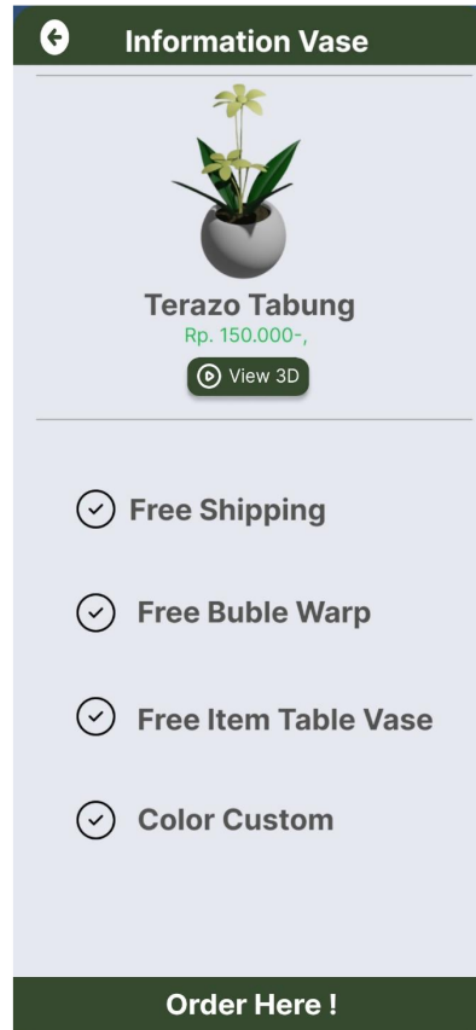 Information Vase
Terazo Tabung
Rp. 150.000-,
View 3D
Free Shipping
Free Buble Warp
Free Item Table Vase
Color Custom
Order Here !